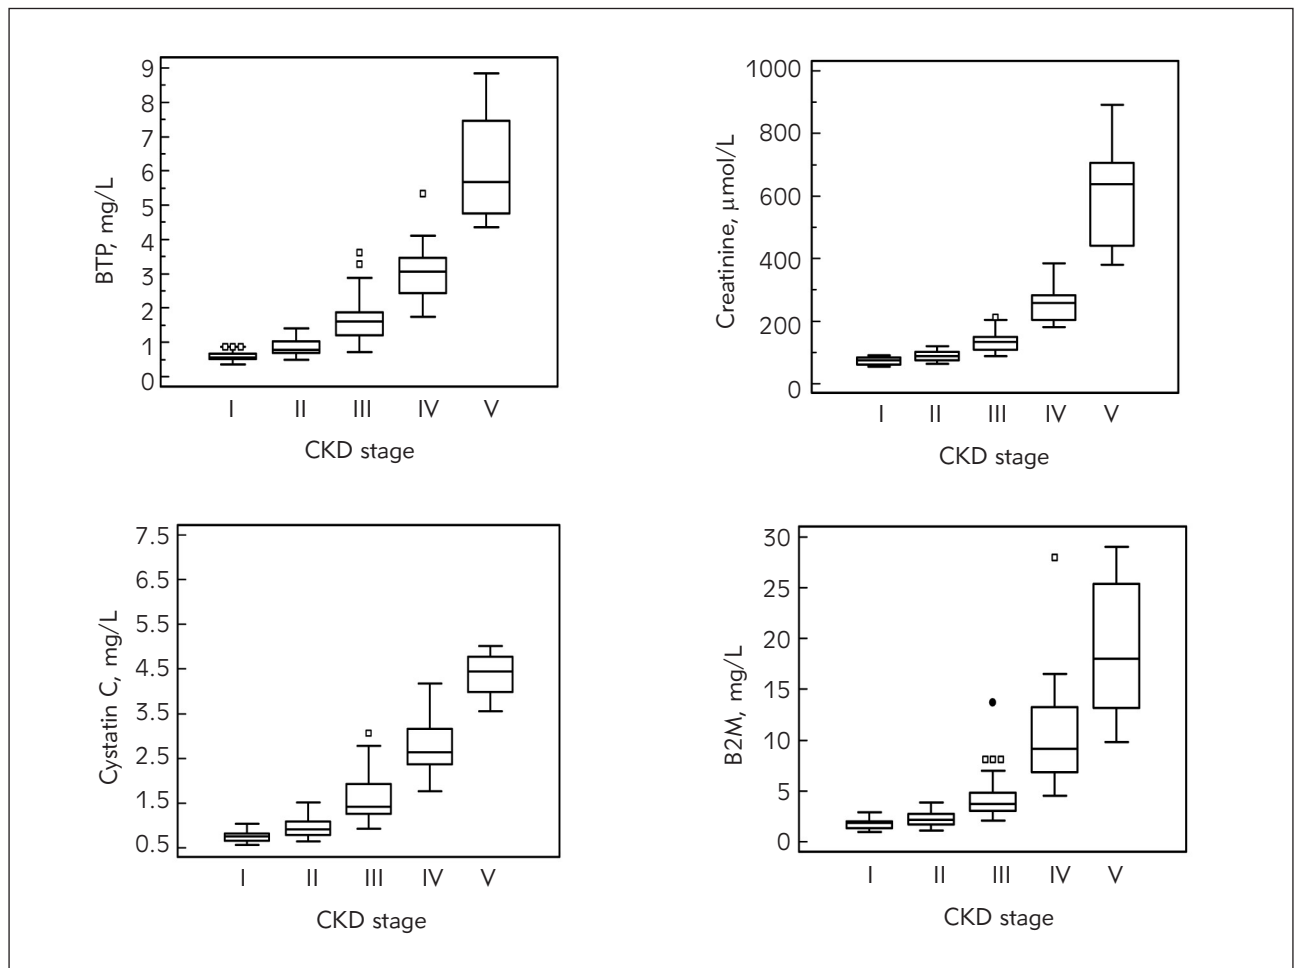 BTP, mg/L
9
8
7
6
5
4
3
2
1
0
I II III IV V
CKD stage
Creatinine, μmol/L
1000
800
600
400
200
0
I II III IV V
CKD stage
Cystatin C, mg/L
7.5
6.5
5.5
4.5
3.5
2.5
1.5
0.5
I II III IV V
CKD stage
B2M, mg/L
30
25
20
15
10
5
0
I II III IV V
CKD stage